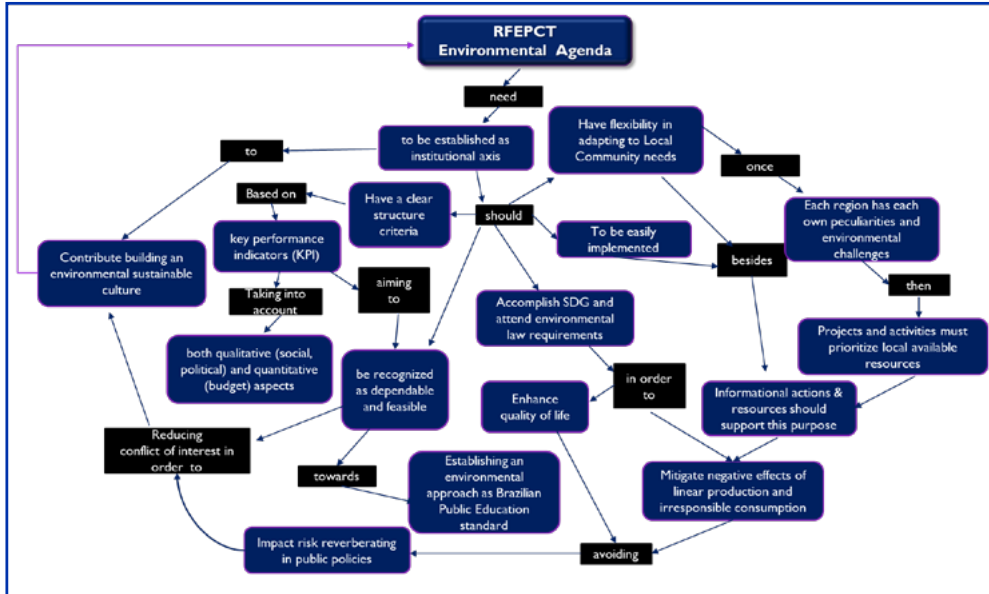 RFEPCT
Environmental Agenda
need
to be established as
institutional axis
to
Have flexibility in
adapting to Local
Community needs
once
Based on
Have a clear
structure
criteria
should
Each region has each
own peculiarities and
environmental
challenges
To be easily
implemented
key performance
indicators (KPI)
besides
Contribute building an
environmental sustainable
culture
aiming
to
then
Taking into
account
Accomplish SDG and
attend environmental
law requirements
Projects and activities must
prioritize local available
resources
both qualitative (social,
political) and quantitative
(budget) aspects
be recognized
as dependable
and feasible
in order
to
Enhance
quality of life
Informational actions &
resources should
support this purpose
Reducing
conflict of interest in
order to
towards
Establishing an
environmental
approach as Brazilian
Public Education
standard
Mitigate negative effects of
linear production and
irresponsible consumption
Impact risk reverberating
in public policies
avoiding